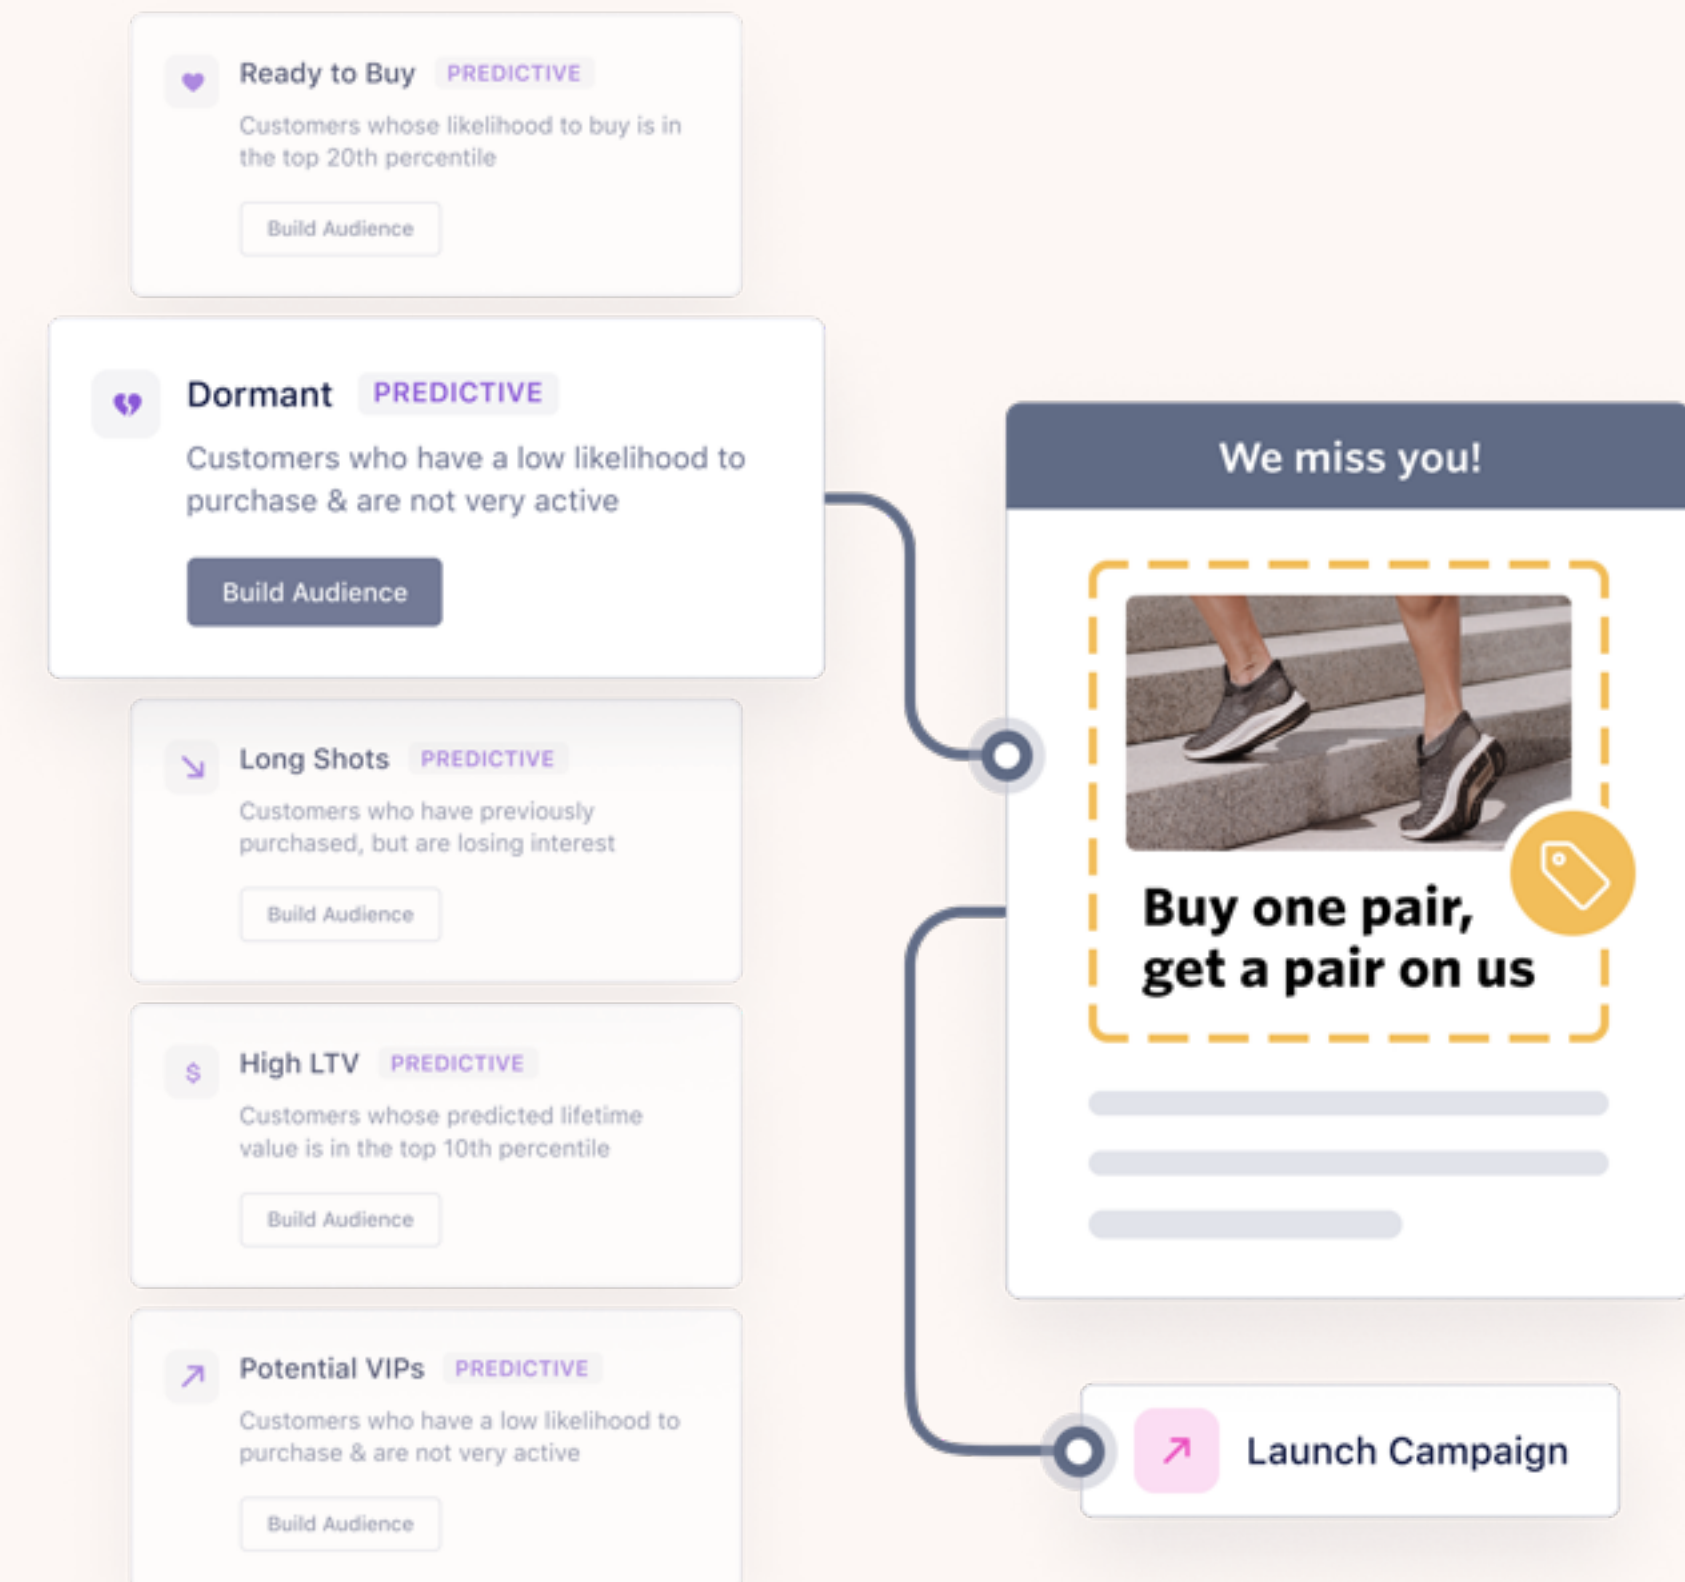 Ready to Buy PREDICTIVE
Customers whose likelihood to buy is in
the top 20th percentile
Build Audience
Dormant PREDICTIVE
Customers who have a low likelihood to
purchase & are not very active
Build Audience
Long Shots PREDICTIVE
Customers who have previously
purchased, but are losing interest
Build Audience
$
High LTV PREDICTIVE
Customers whose predicted lifetime
value is in the top 10th percentile
Build Audience
Potential VIPs PREDICTIVE
Customers who have a low likelihood to
purchase & are not very active
Build Audience
We miss you!
Buy one pair,
get a pair on us
Launch Campaign